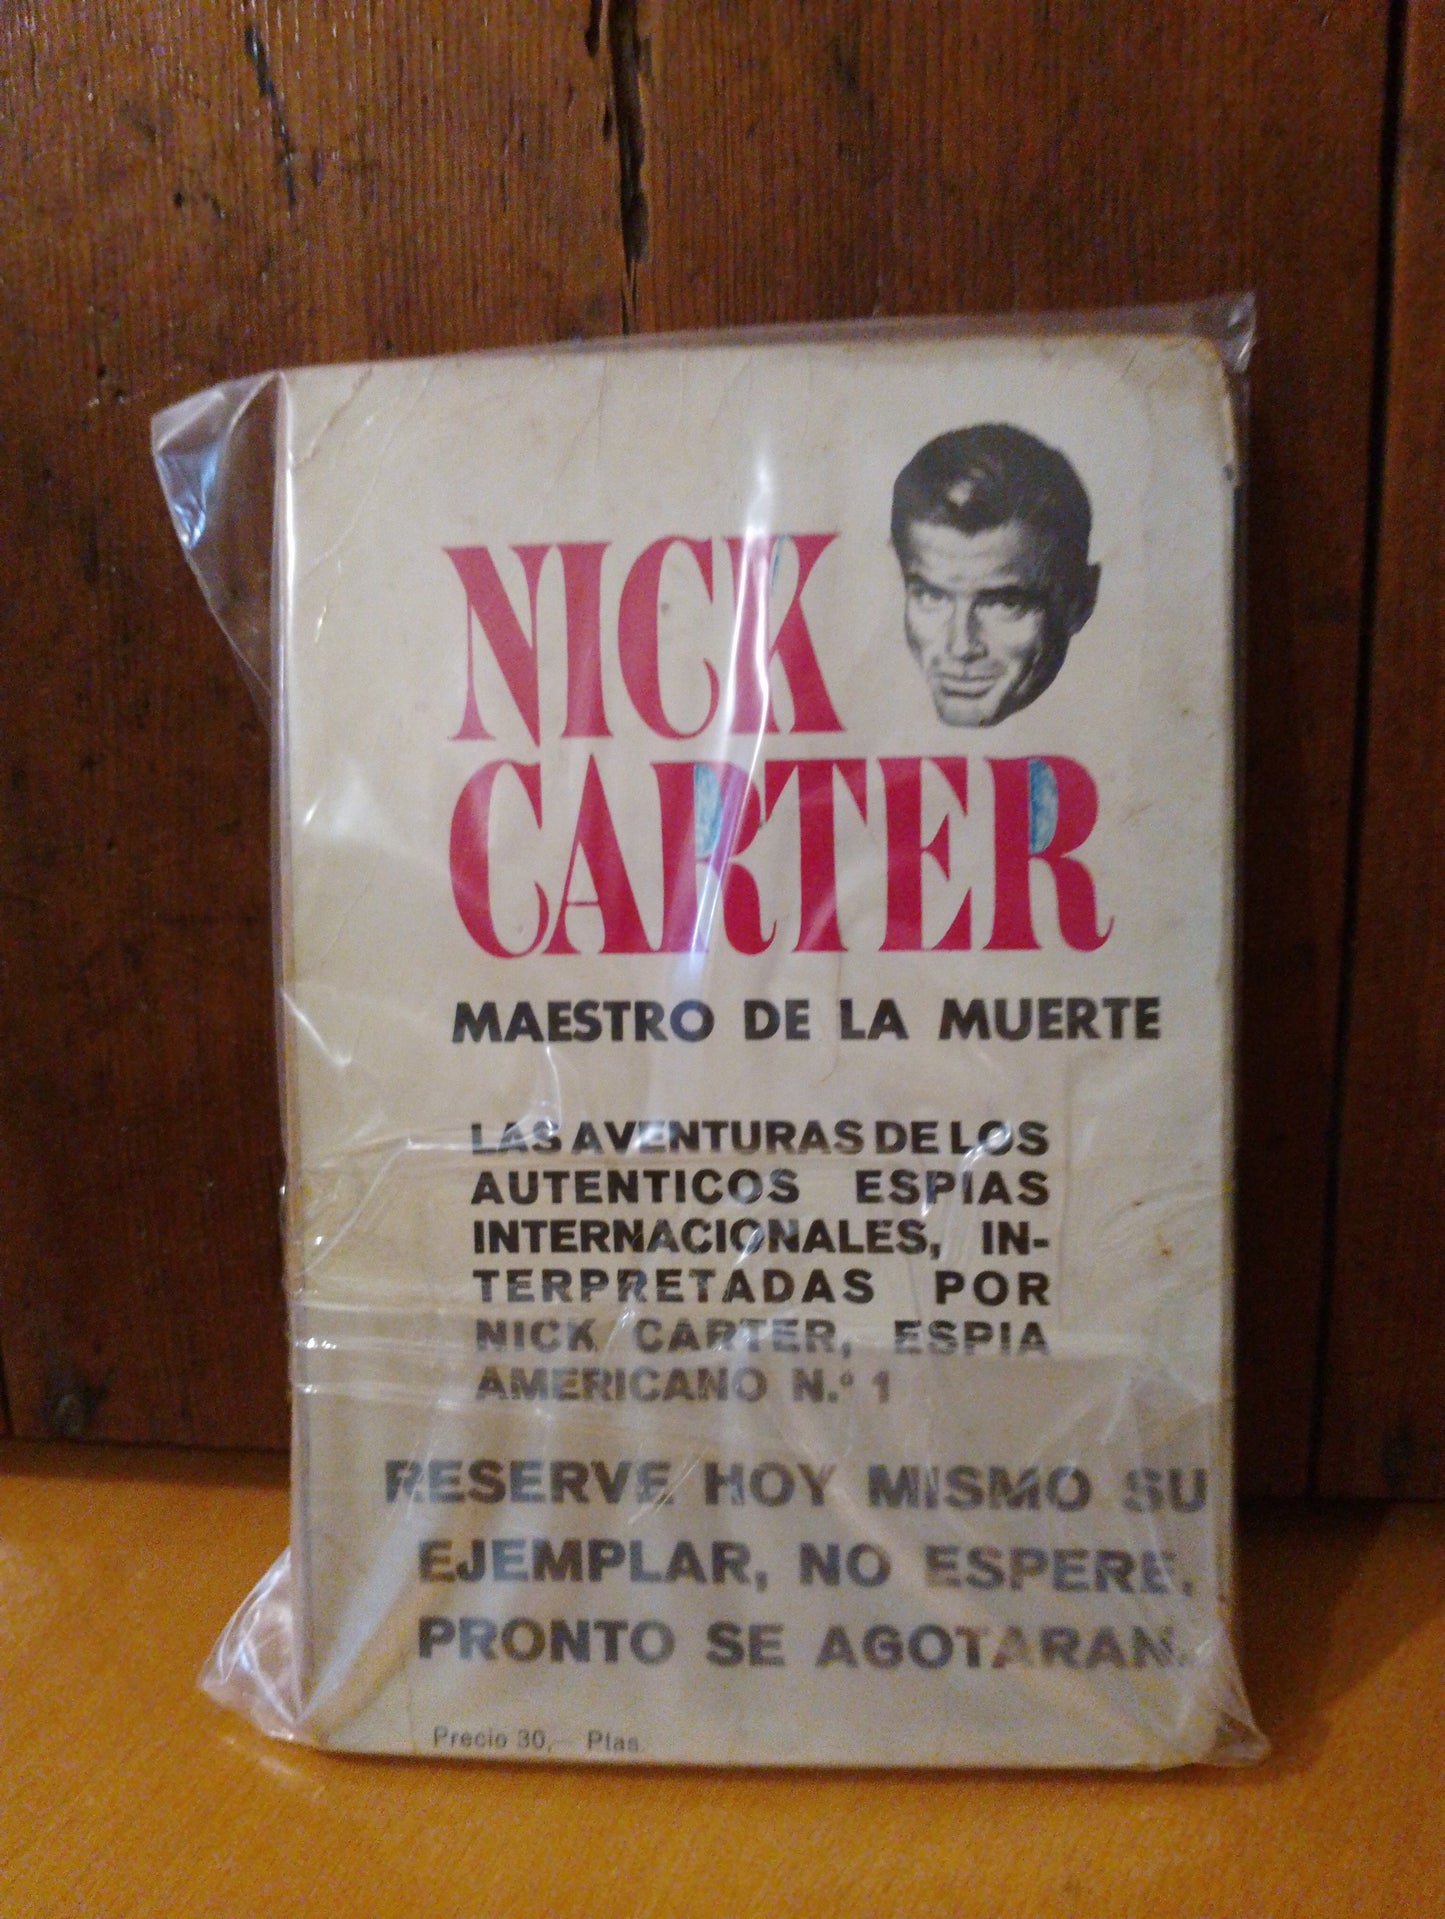 NICK
CARTER
MAESTRO DE LA MUERTE
LAS AVENTURAS DE LOS
AUTENTICOS ESPIAS
INTERNACIONALES, IN-
TERPRETADAS POR
NICK CARTER, ESPIA
AMERICANO N.º 1
RESERVE HOY MISMO SU
EJEMPLAR, NO ESPERE,
PRONTO SE AGOTARAN.
Precio 30,— Ptas.